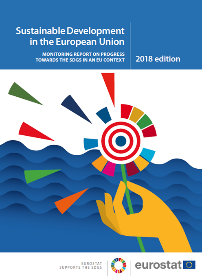 Sustainable Development
in the European Union
MONITORING REPORT ON PROGRESS
TOWARDS THE SDGS IN AN EU CONTEXT
2018 edition
EUROSTAT
SUPPORTS THE SDGS
eurostat